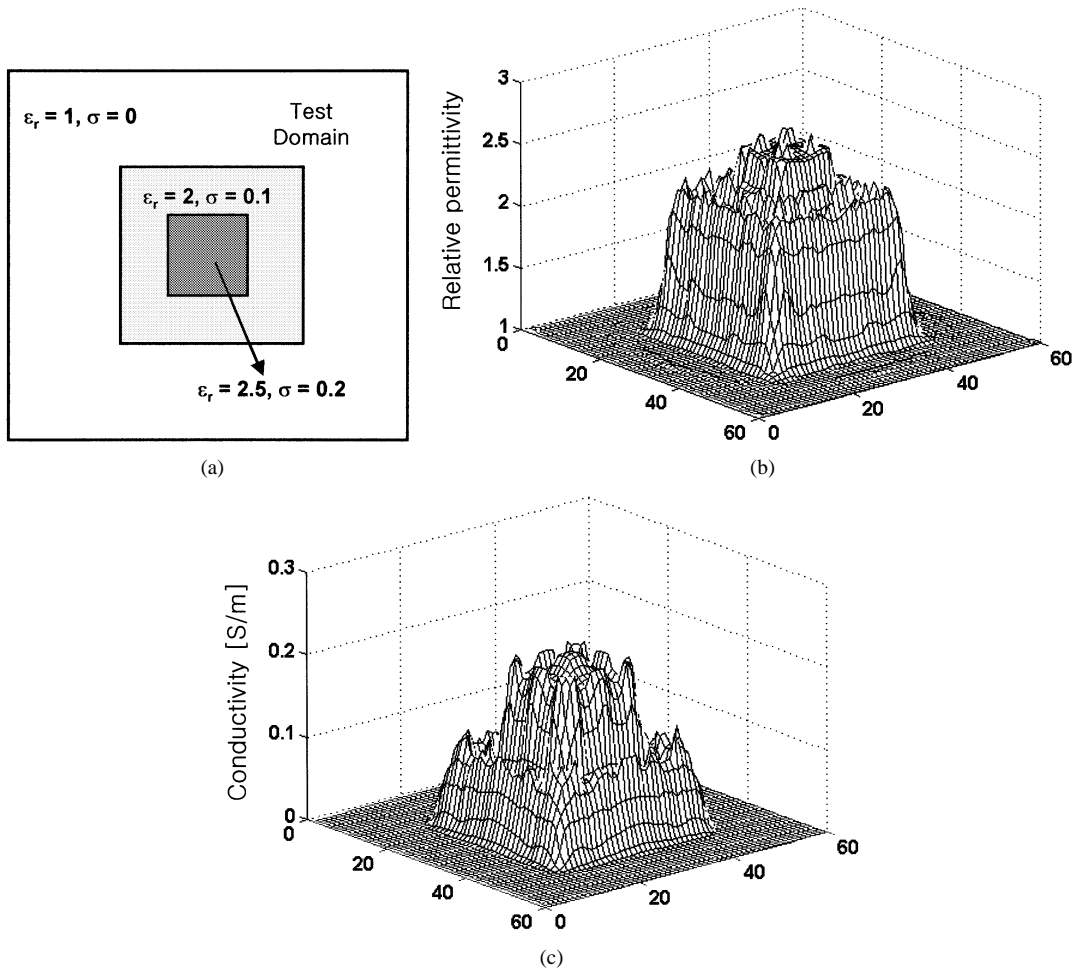 εr = 1, σ = 0
Test
Domain
εr = 2, σ = 0.1
εr = 2.5, σ = 0.2
(a)
Relative permittivity
3
2.5
2
1.5
1
0
20
40
60
0
20
40
60
(b)
Conductivity [S/m]
0.3
0.2
0.1
0
0
20
40
60
0
20
40
60
(c)